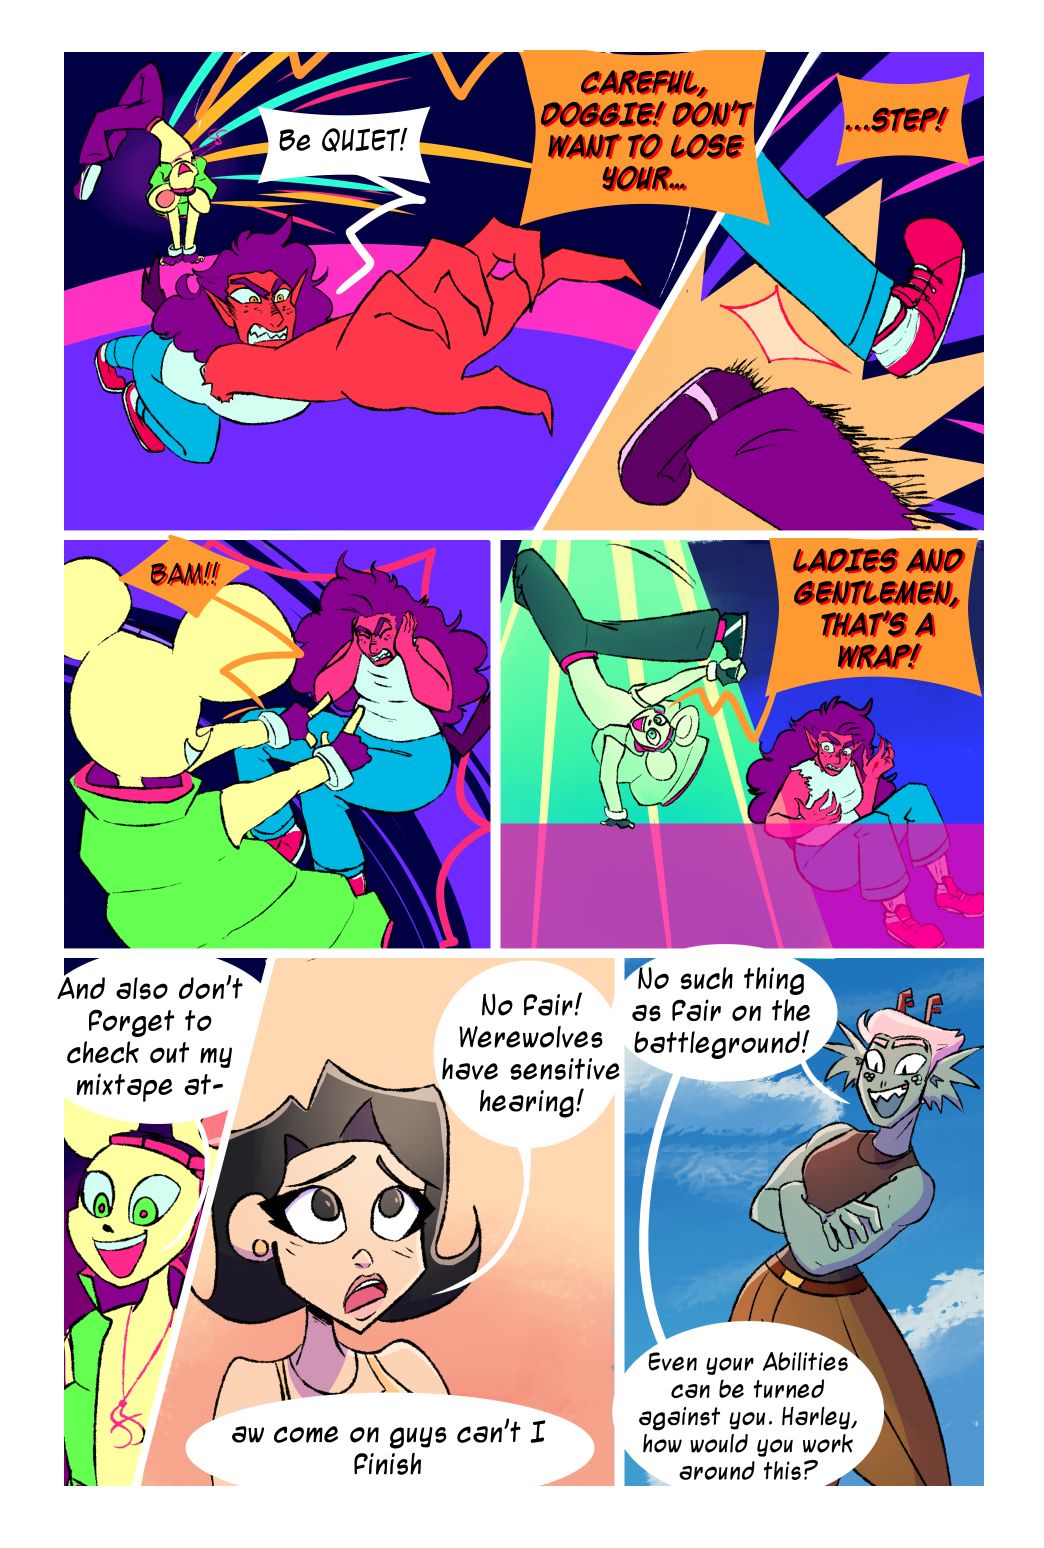 Be QUIET!
CAREFUL,
DOGGIE! DON'T
WANT TO LOSE
YOUR...
...STEP!
BAM!!
LADIES AND
GENTLEMEN,
THAT'S A
WRAP!
And also don't
forget to
check out my
mixtape at-
No fair!
Werewolves
have sensitive
hearing!
aw come on guys can't I
finish
No such thing
as fair on the
battleground!
Even your Abilities
can be turned
against you. Harley,
how would you work
around this?